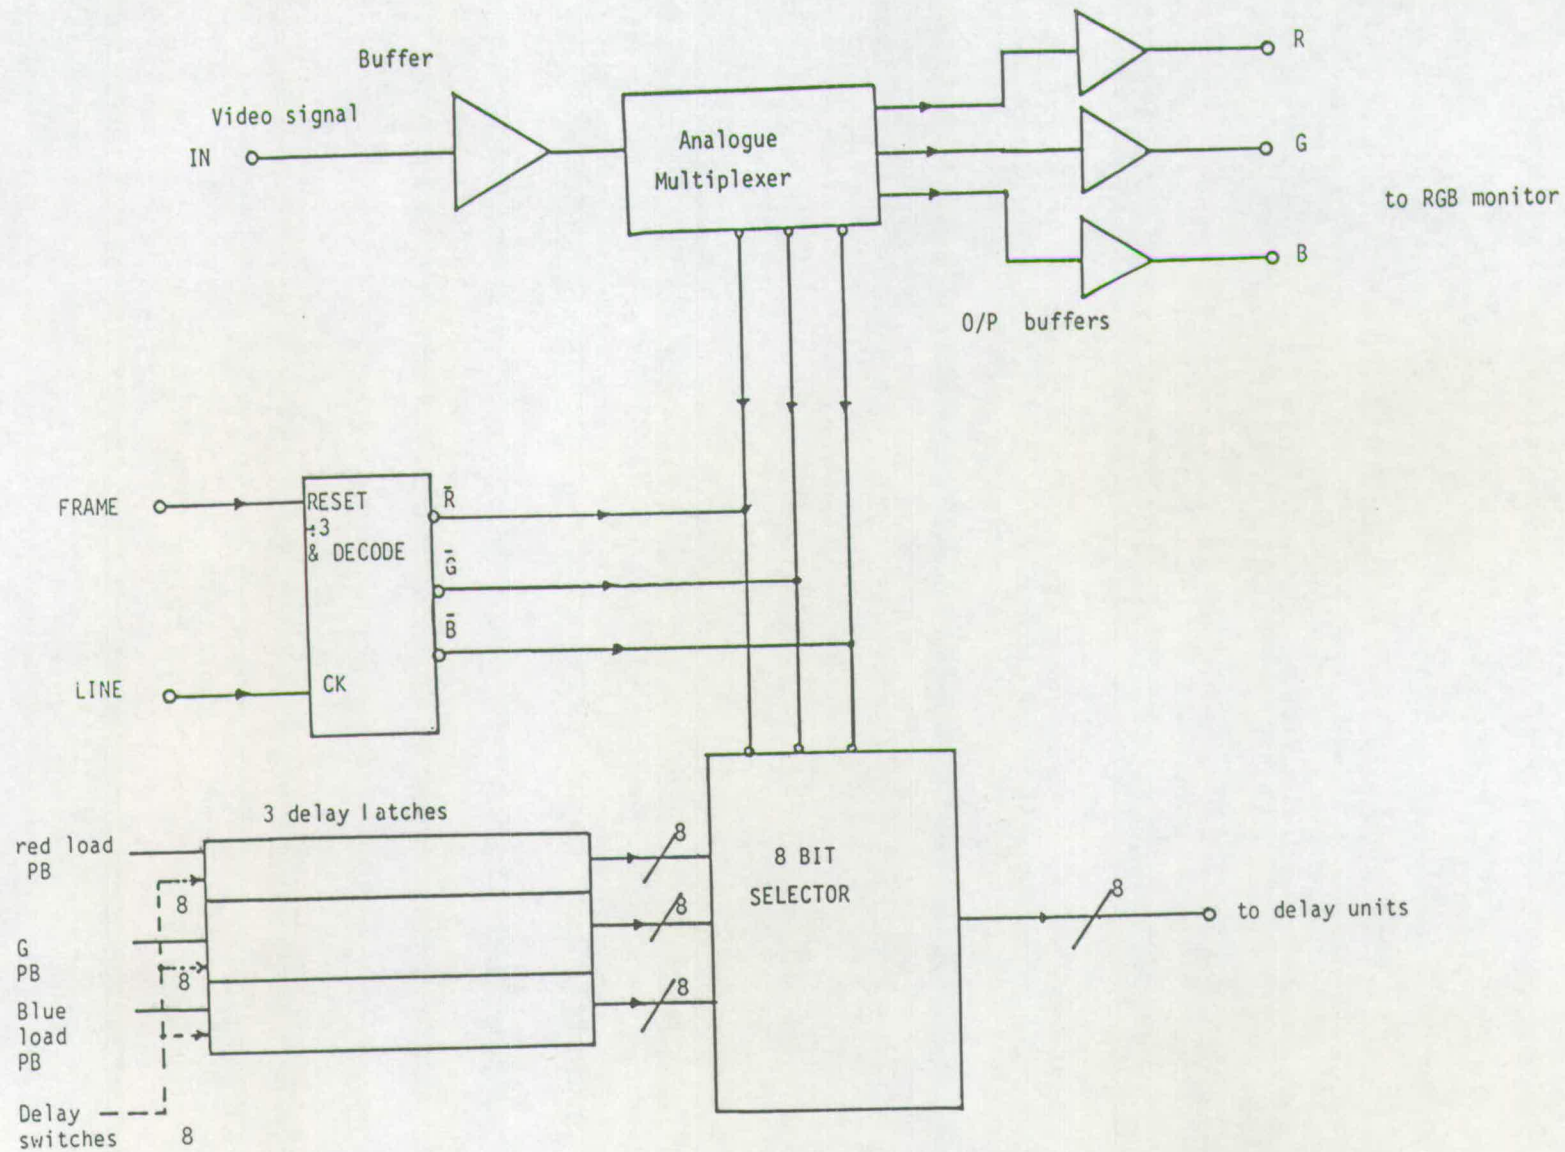 Buffer
Video signal
IN
Analogue
Multiplexer
R
G
B
to RGB monitor
O/P buffers
FRAME
RESET
÷3
& DECODE
CK
LINE
R̄
Ḡ
B̄
3 delay latches
red load
PB
8
G
PB
8
Blue
load
PB
Delay
switches 8
8
8
8
8 BIT
SELECTOR
8
to delay units